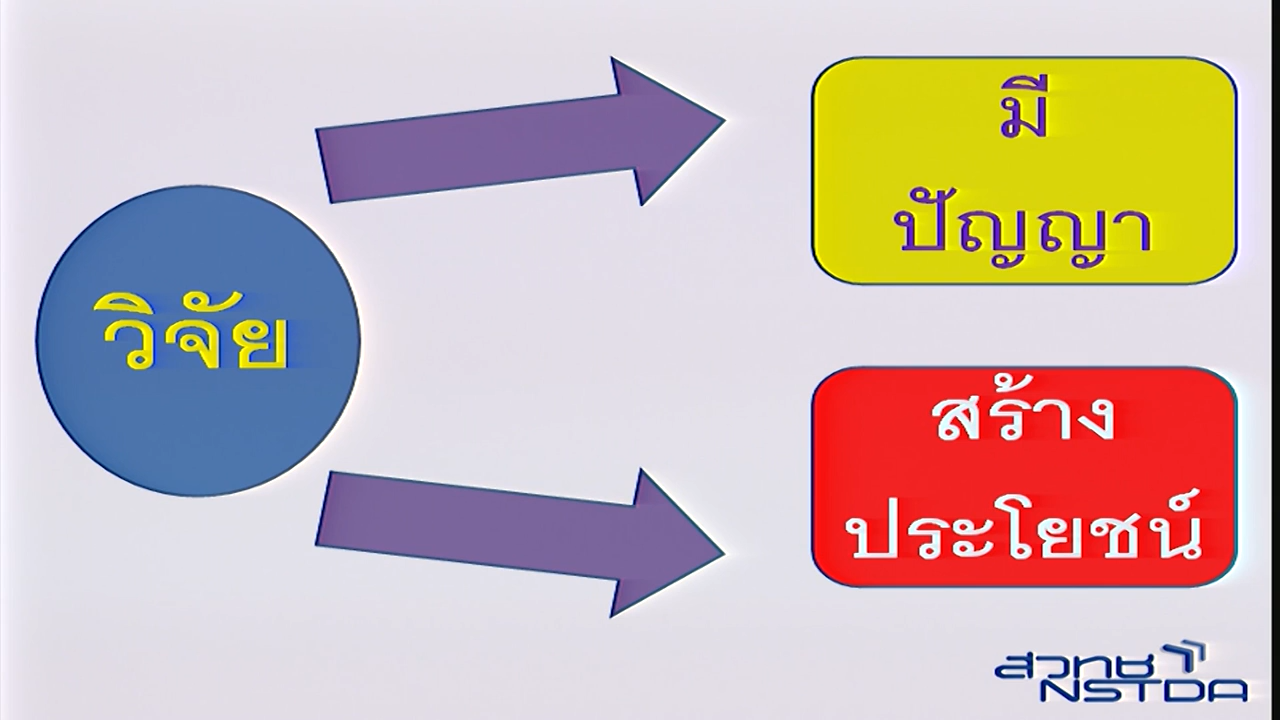 วิจัย
มี
ปัญญา
สร้าง
ประโยชน์
สวทช
NSTDA